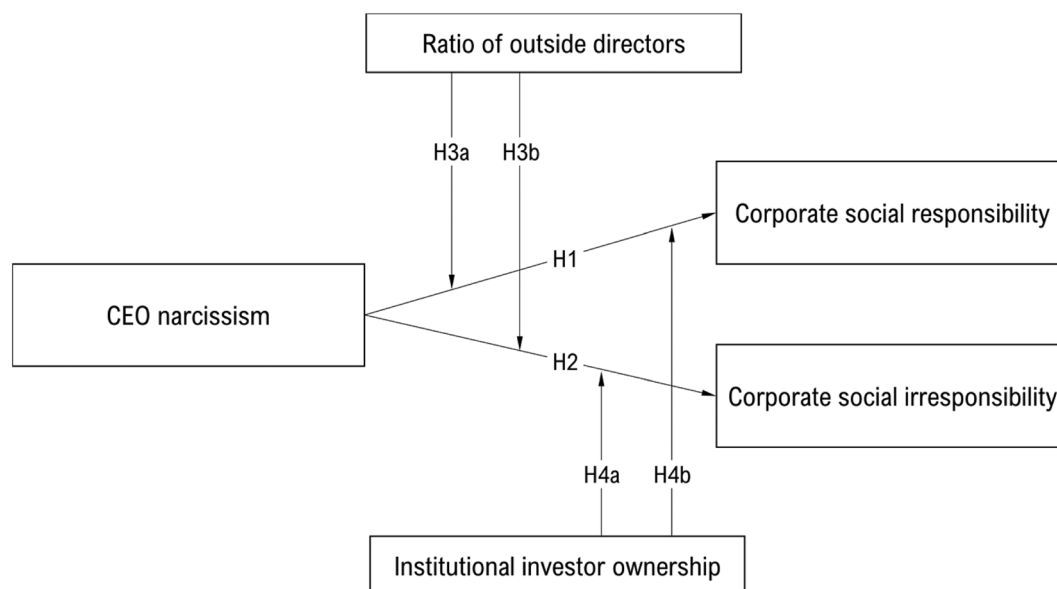 Ratio of outside directors
H3a
H3b
Corporate social responsibility
H1
CEO narcissism
H2
Corporate social irresponsibility
H4a
H4b
Institutional investor ownership